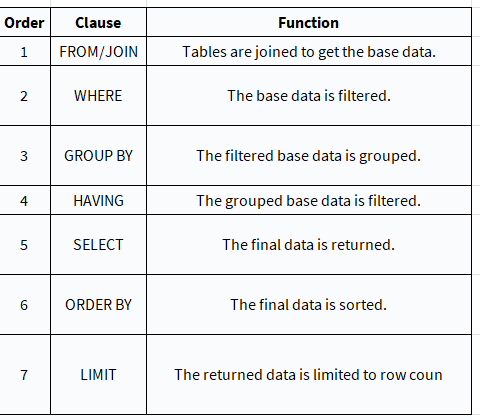 Order Clause Function
1 FROM/JOIN Tables are joined to get the base data.
2 WHERE The base data is filtered.
3 GROUP BY The filtered base data is grouped.
4 HAVING The grouped base data is filtered.
5 SELECT The final data is returned.
6 ORDER BY The final data is sorted.
7 LIMIT The returned data is limited to row coun